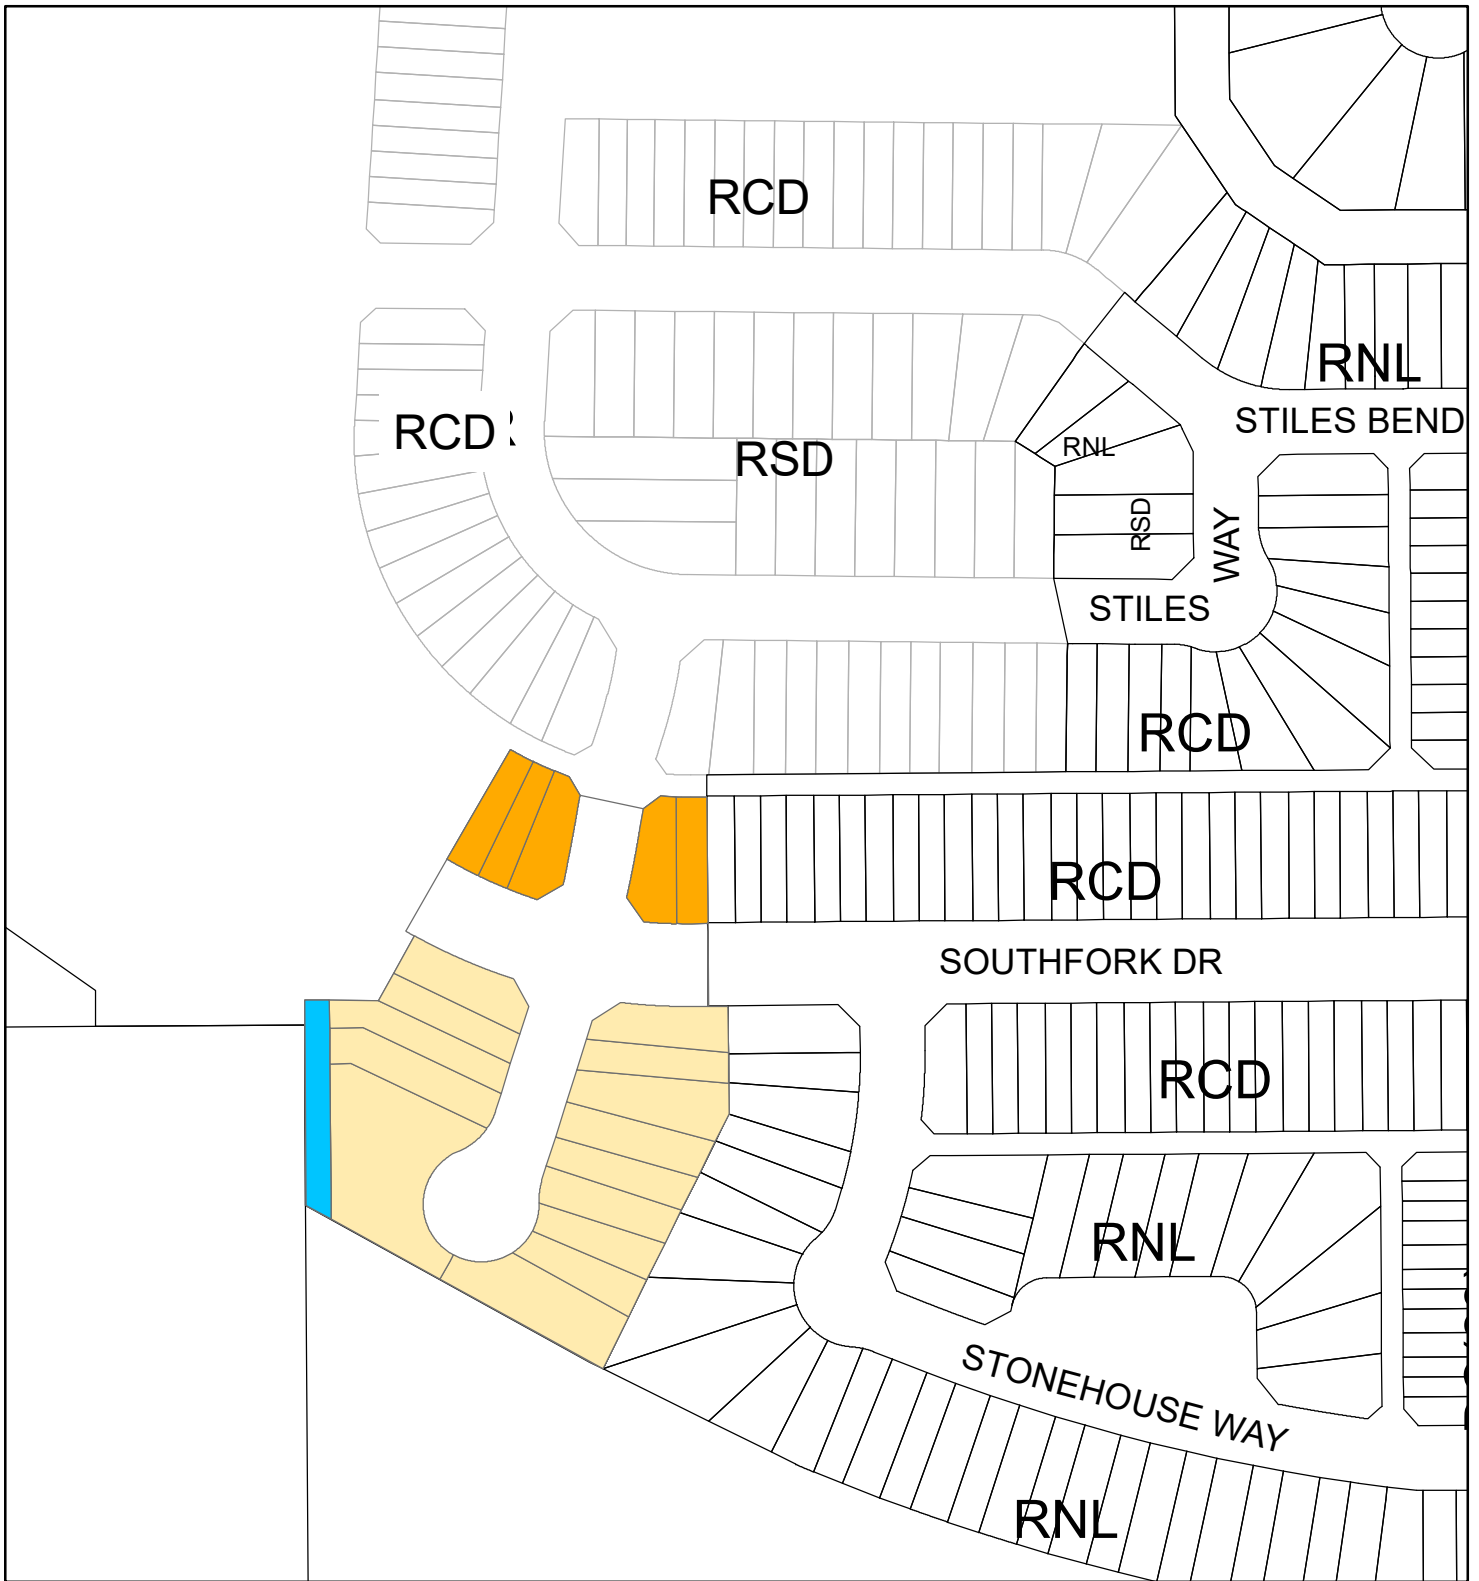 RCD
RNL
STILES BEND
RCD
RNL
RSD
RSD
WAY
STILES
RCD
RCD
SOUTHFORK DR
RCD
RNL
STONEHOUSE WAY
RNL